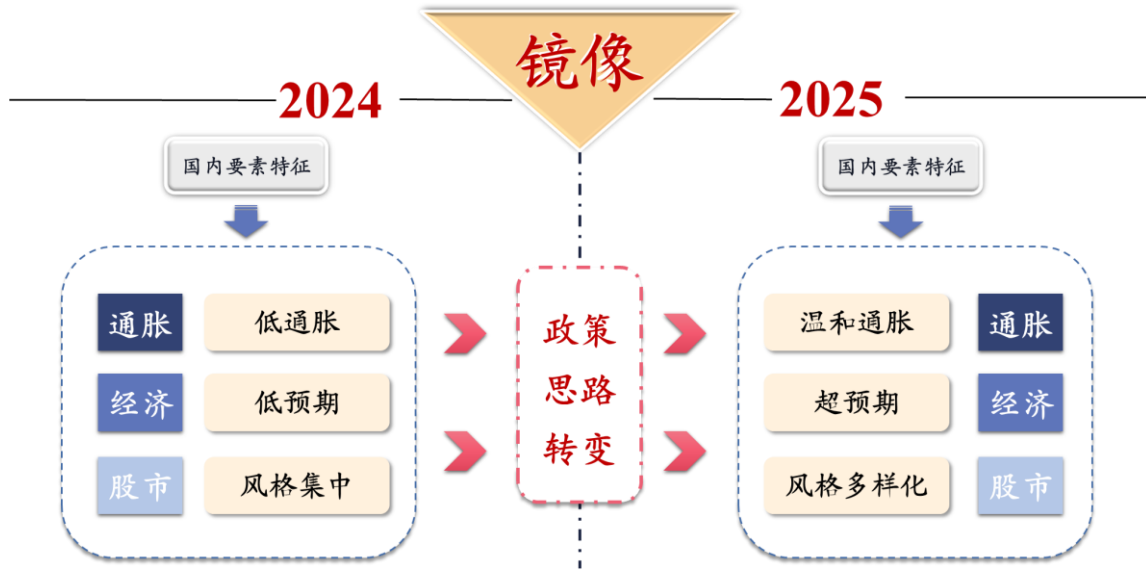 镜像
2024
2025
国内要素特征
国内要素特征
通胀 低通胀
经济 低预期
股市 风格集中
政策
思路
转变
温和通胀 通胀
超预期 经济
风格多样化 股市